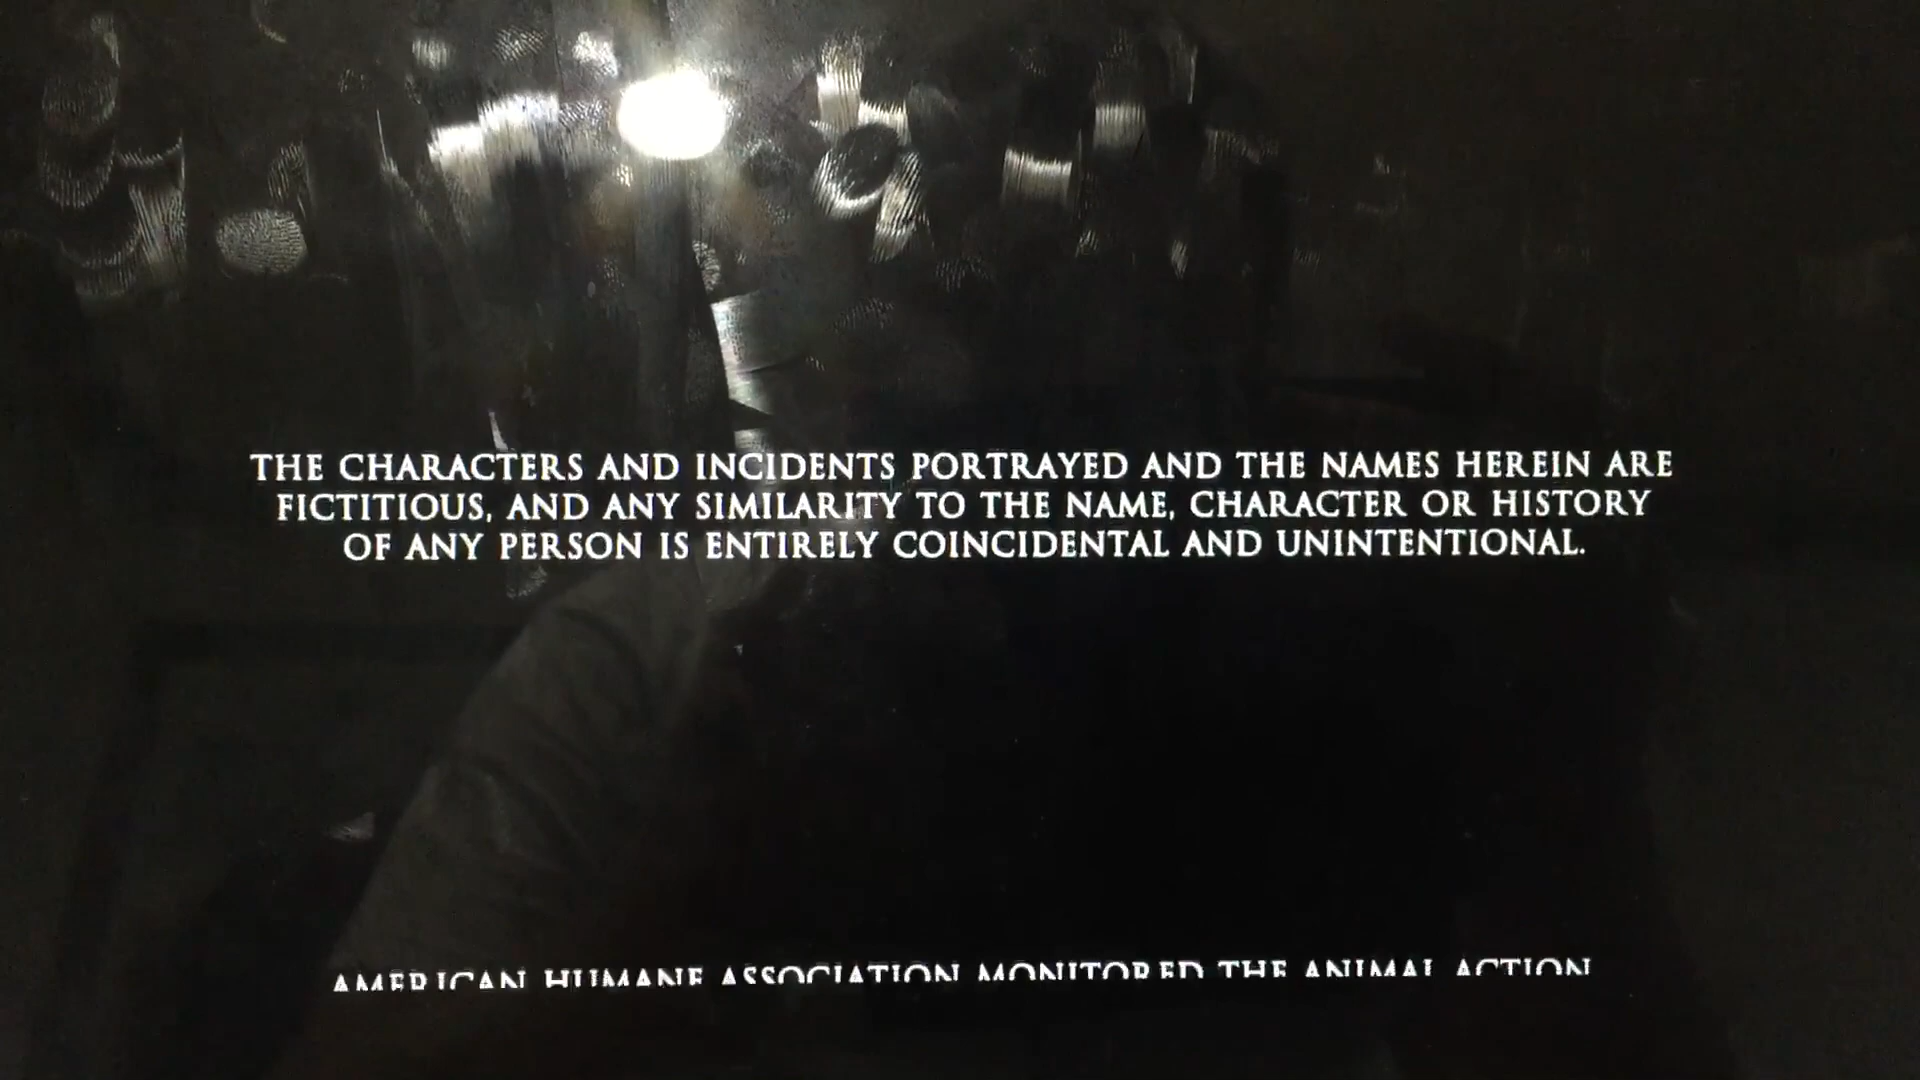 THE CHARACTERS AND INCIDENTS PORTRAYED AND THE NAMES HEREIN ARE
FICTITIOUS, AND ANY SIMILARITY TO THE NAME, CHARACTER OR HISTORY
OF ANY PERSON IS ENTIRELY COINCIDENTAL AND UNINTENTIONAL.
AMERICAN HUMANE ASSOCIATION MONITORED THE ANIMAL ACTION